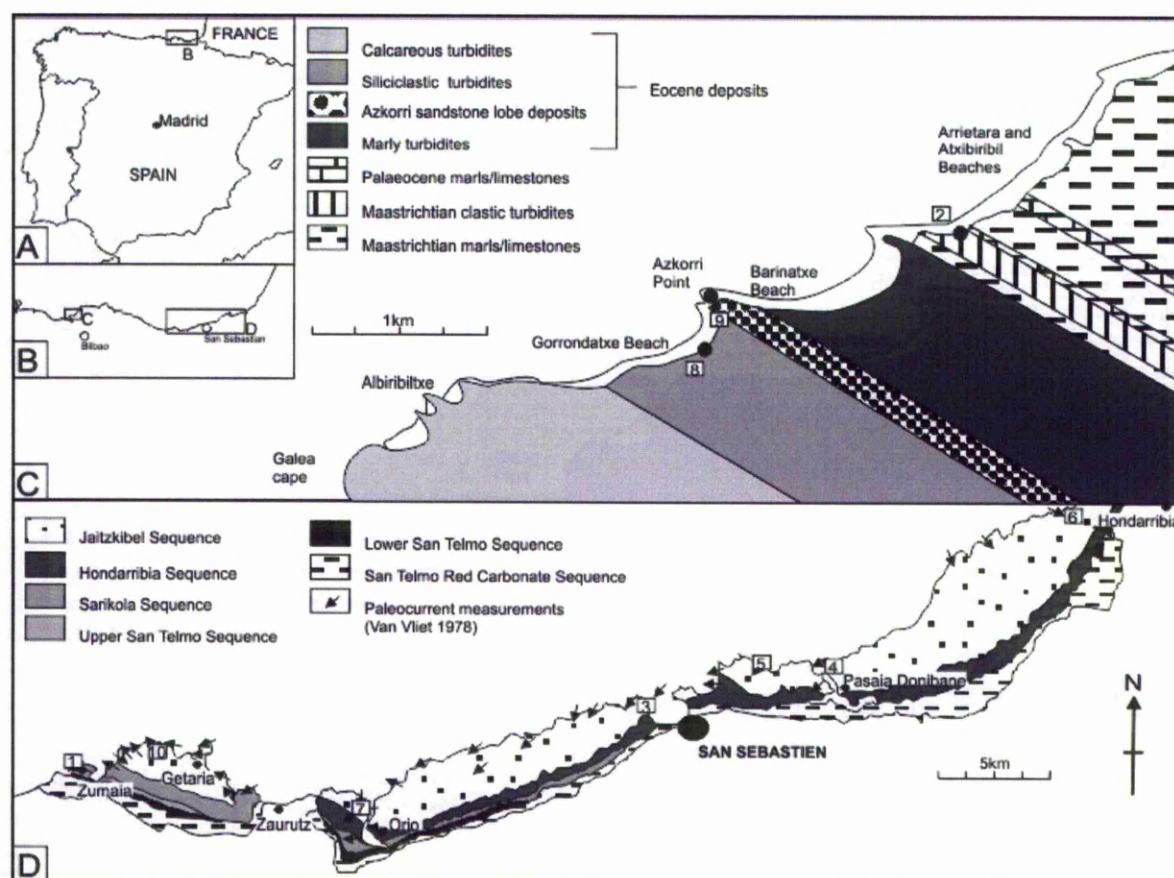 FRANCE
B
Madrid
SPAIN
A
C
Bilbao
San Sebastien
D
B
Calcareous turbidites
Siliciclastic turbidites
Azkorri sandstone lobe deposits
Marly turbidites
Eocene deposits
Palaeocene marls/limestones
Maastrichtian clastic turbidites
Maastrichtian marls/limestones
1km
Arrietara and
Atxibiribil
Beaches
2
Azkorri
Point
Barinatxe
Beach
9
Gorrondatxe Beach
8
Albiribiltxe
Galea
cape
C
Jaitzkibel Sequence
Hondarribia Sequence
Sarikola Sequence
Upper San Telmo Sequence
Lower San Telmo Sequence
San Telmo Red Carbonate Sequence
Paleocurrent measurements
(Van Vliet 1978)
6
Hondarribia
5
4
Pasaia Donibane
3
SAN SEBASTIEN
N
5km
1
10
Getaria
Zumaia
Zaurutz
7
Orio
D